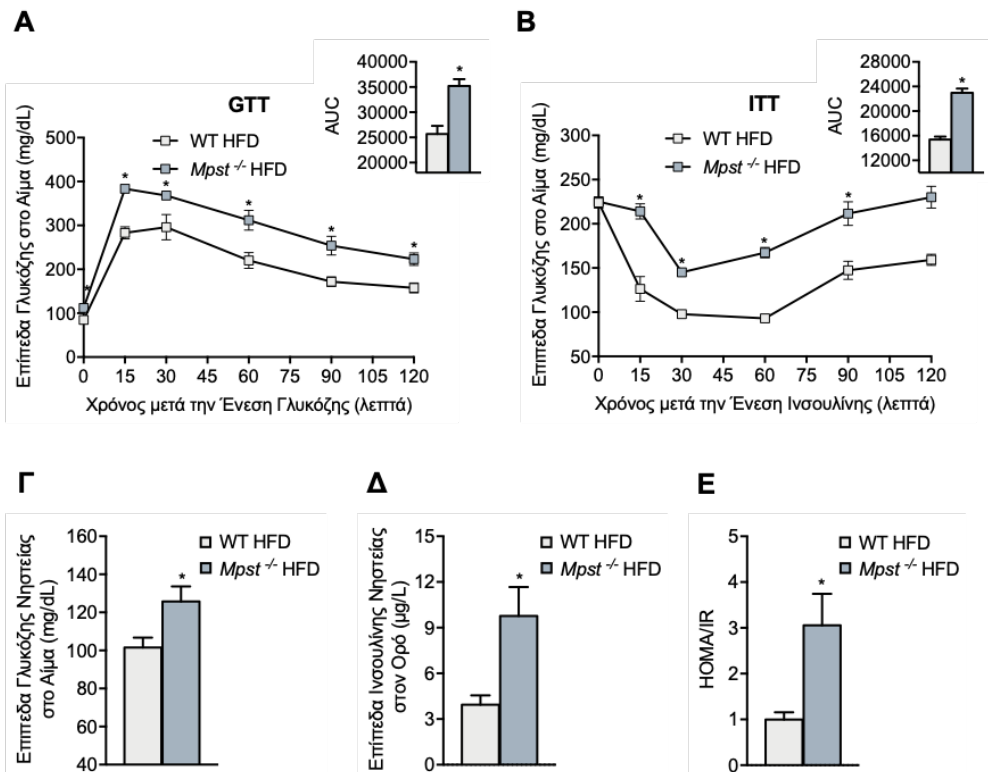 Α
GTT
WT HFD
Mpst -/- HFD
Επίπεδα Γλυκόζης στο Αίμα (mg/dL)
500
400
300
200
100
0
0 15 30 45 60 75 90 105 120
Χρόνος μετά την Ένεση Γλυκόζης (λεπτά)
* * * * * *
AUC
40000
35000
30000
25000
20000
*
Β
ITT
WT HFD
Mpst -/- HFD
Επιπεδα Γλυκόζης στο Αίμα (mg/dL)
300
250
200
150
100
50
0 15 30 45 60 75 90 105 120
Χρόνος μετά την Ένεση Ινσουλίνης (λεπτά)
* * * *
AUC
28000
24000
20000
16000
12000
*
Γ
Επιπεδα Γλυκόζης Νηστείας
στο Αίμα (mg/dL)
160
140
120
100
80
60
40
WT HFD
Mpst -/- HFD
*
Δ
Επίπεδα Ινσουλίνης Νηστείας
στον Ορό (μg/L)
15
12
9
6
3
0
WT HFD
Mpst -/- HFD
*
Ε
HOMA/IR
5
4
3
2
1
0
WT HFD
Mpst -/- HFD
*